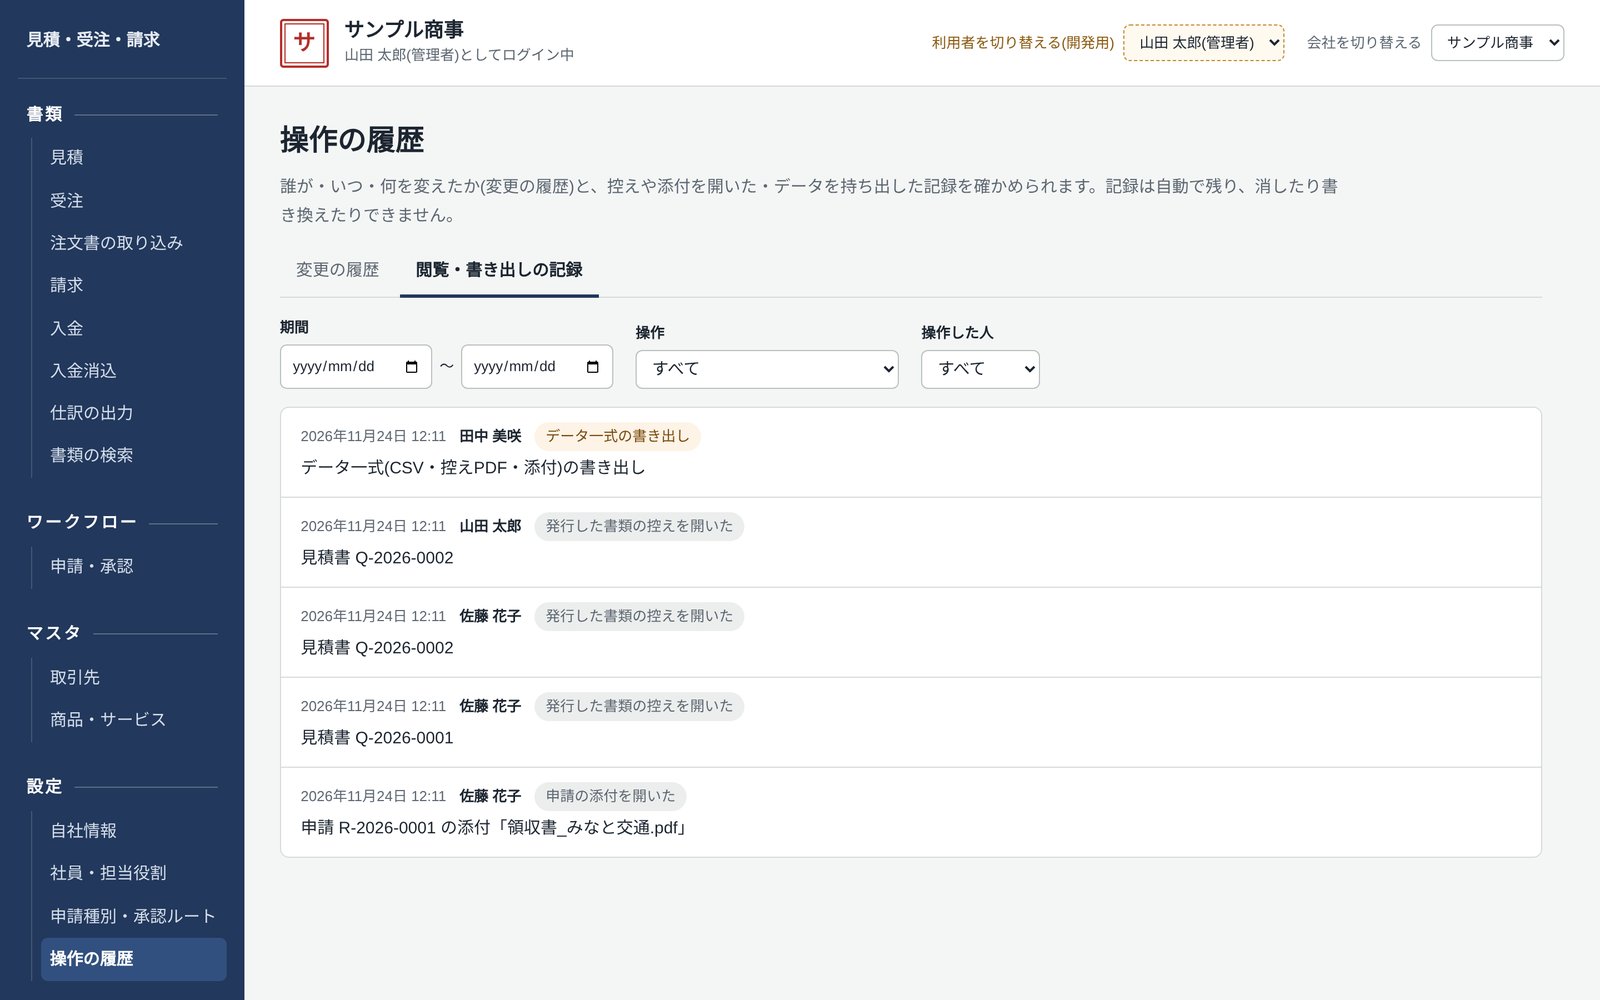 見積・受注・請求
書類
見積
受注
注文書の取り込み
請求
入金
入金消込
仕訳の出力
書類の検索
ワークフロー
申請・承認
マスタ
取引先
商品・サービス
設定
自社情報
社員・担当役割
申請種別・承認ルート
操作の履歴
サ
サンプル商事
山田 太郎(管理者)としてログイン中
利用者を切り替える(開発用)
山田 太郎(管理者)
会社を切り替える
サンプル商事
操作の履歴
誰が・いつ・何を変えたか(変更の履歴)と、控えや添付を開いた・データを持ち出した記録を確かめられます。記録は自動で残り、消したり書
き換えたりできません。
変更の履歴 閲覧・書き出しの記録
期間
yyyy/mm/dd ～ yyyy/mm/dd
操作
すべて
操作した人
すべて
2026年11月24日 12:11 田中 美咲 データ一式の書き出し
データ一式(CSV・控えPDF・添付)の書き出し
2026年11月24日 12:11 山田 太郎 発行した書類の控えを開いた
見積書 Q-2026-0002
2026年11月24日 12:11 佐藤 花子 発行した書類の控えを開いた
見積書 Q-2026-0002
2026年11月24日 12:11 佐藤 花子 発行した書類の控えを開いた
見積書 Q-2026-0001
2026年11月24日 12:11 佐藤 花子 申請の添付を開いた
申請 R-2026-0001 の添付「領収書_みなと交通.pdf」